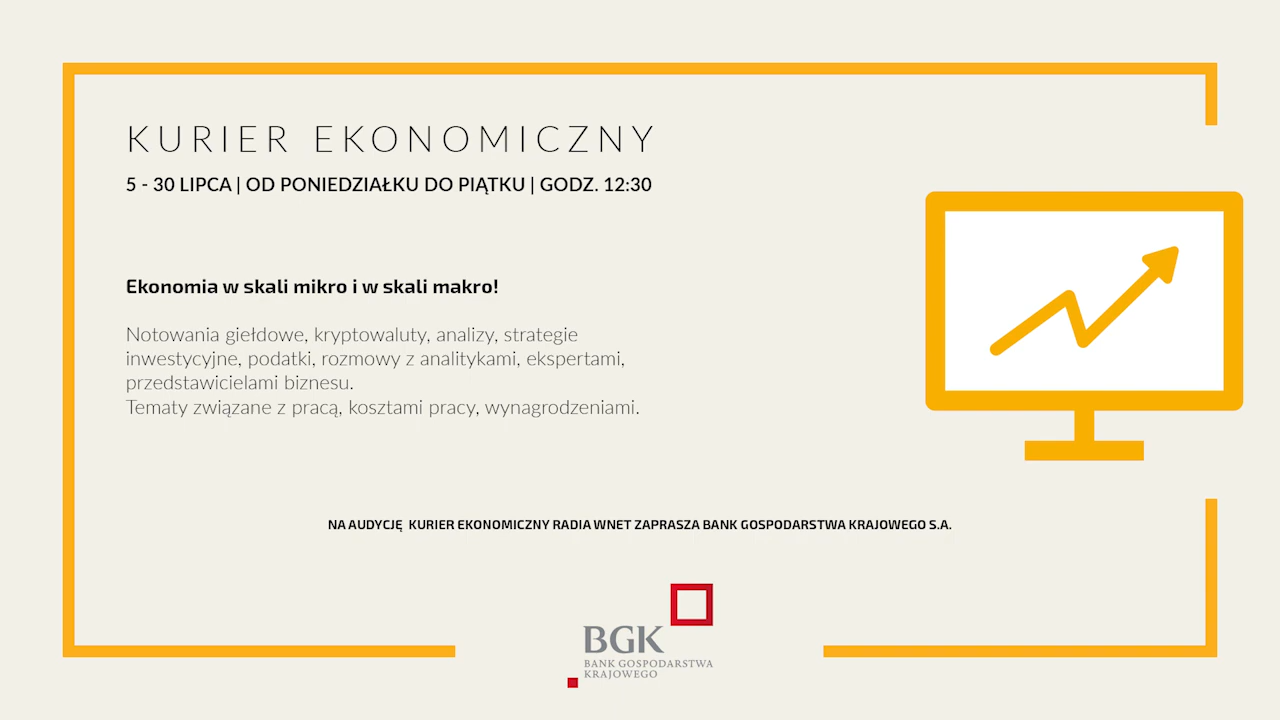 KURIER EKONOMICZNY
5 - 30 LIPCA | OD PONIEDZIAŁKU DO PIĄTKU | GODZ. 12:30
Ekonomia w skali mikro i w skali makro!
Notowania giełdowe, kryptowaluty, analizy, strategie
inwestycyjne, podatki, rozmowy z analitykami, ekspertami,
przedstawicielami biznesu.
Tematy związane z pracą, kosztami pracy, wynagrodzeniami.
NA AUDYCJĘ KURIER EKONOMICZNY RADIA WNET ZAPRASZA BANK GOSPODARSTWA KRAJOWEGO S.A.
BGK
BANK GOSPODARSTWA
KRAJOWEGO